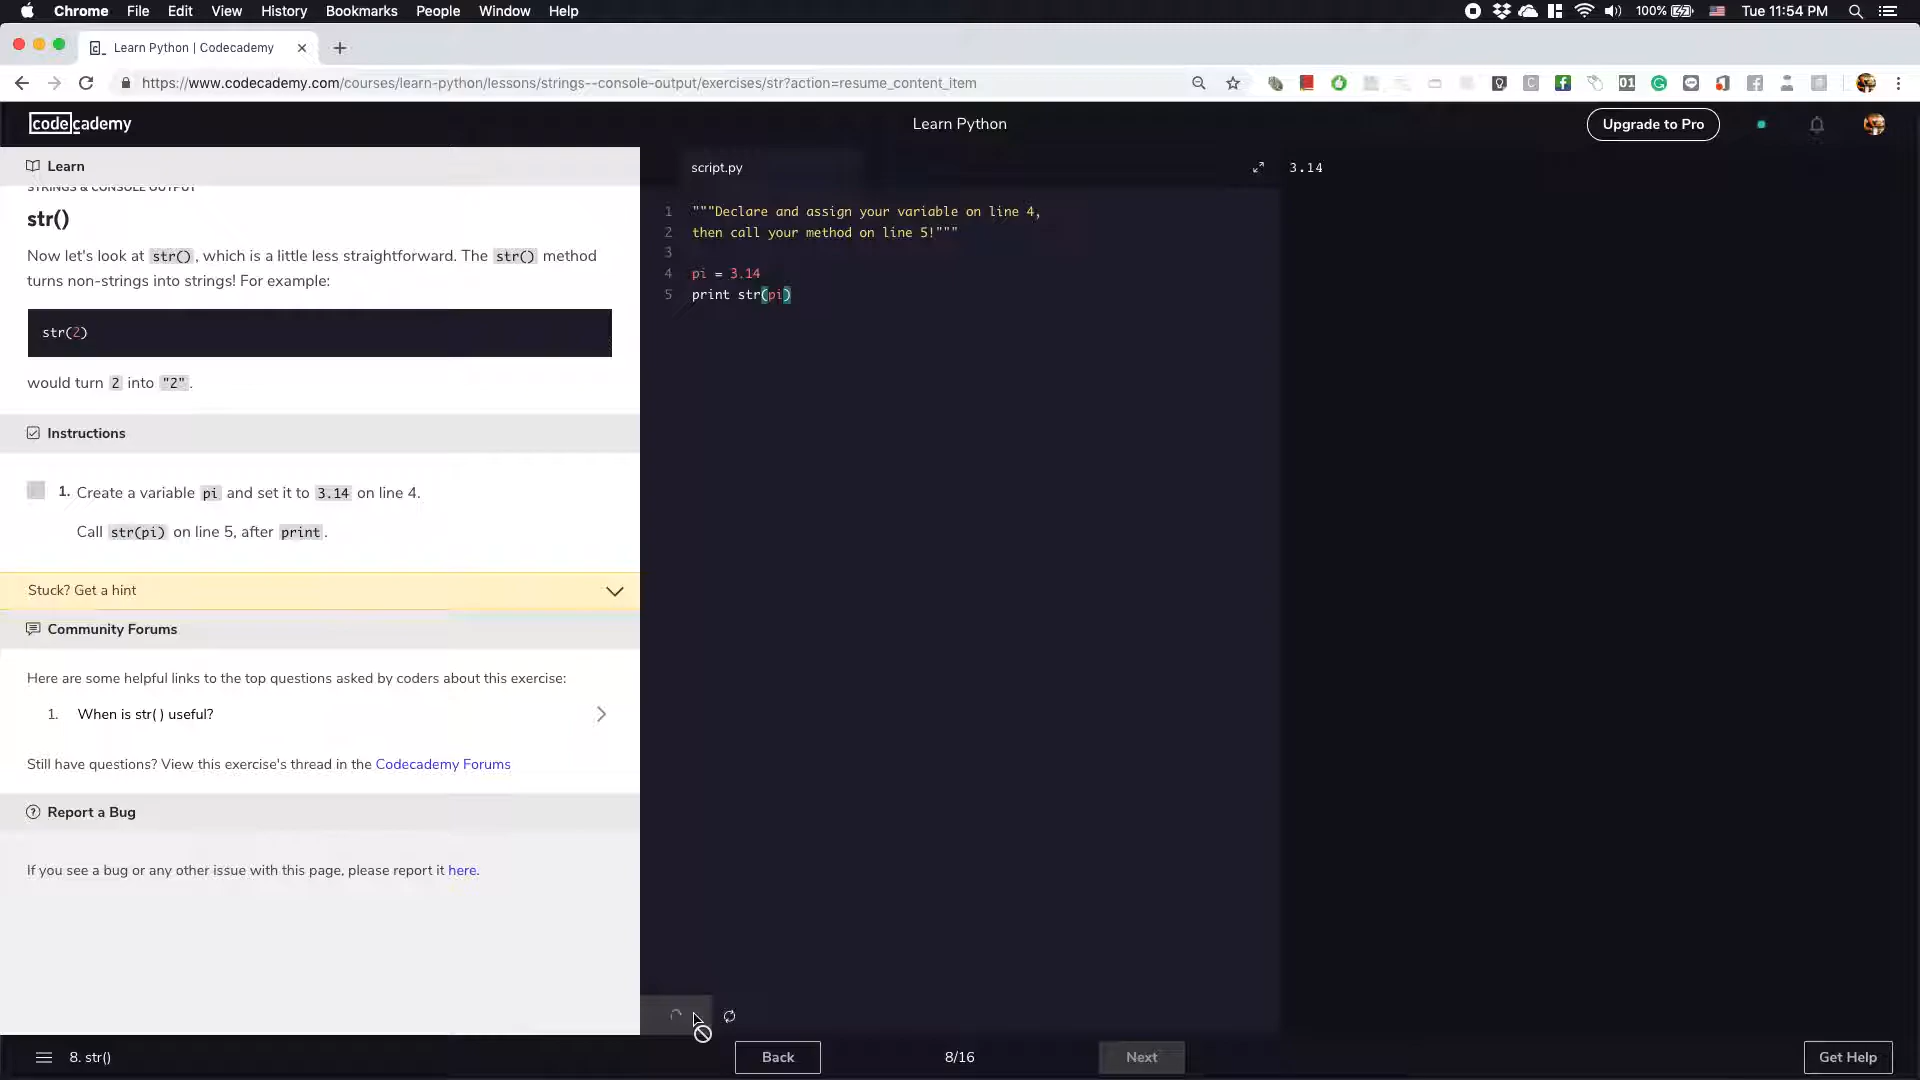 Chrome File Edit View History Bookmarks People Window Help 100% Tue 11:54 PM
Learn Python | Codecademy
https://www.codecademy.com/courses/learn-python/lessons/strings--console-output/exercises/str?action=resume_content_item
codecademy Learn Python Upgrade to Pro
Learn
STRINGS & CONSOLE OUTPUT
str()
Now let's look at str(), which is a little less straightforward. The str() method
turns non-strings into strings! For example:
str(2)
would turn 2 into "2".
Instructions
1. Create a variable pi and set it to 3.14 on line 4.
Call str(pi) on line 5, after print.
Stuck? Get a hint
Community Forums
Here are some helpful links to the top questions asked by coders about this exercise:
1. When is str( ) useful?
Still have questions? View this exercise's thread in the Codecademy Forums
Report a Bug
If you see a bug or any other issue with this page, please report it here.
script.py
1 """Declare and assign your variable on line 4,
2 then call your method on line 5!"""
3
4 pi = 3.14
5 print str(pi)
3.14
8. str() Back 8/16 Next Get Help